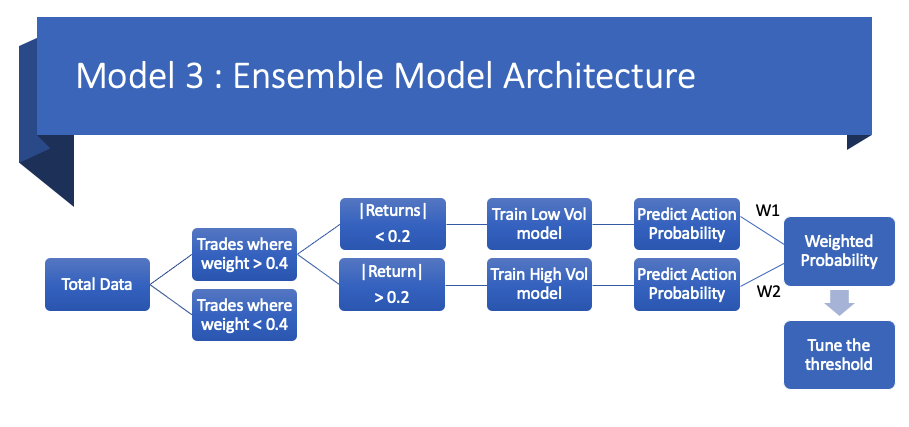 Model 3 : Ensemble Model Architecture
Total Data
Trades where
weight > 0.4
Trades where
weight < 0.4
|Returns|
< 0.2
|Return|
> 0.2
Train Low Vol
model
Train High Vol
model
Predict Action
Probability
Predict Action
Probability
W1
W2
Weighted
Probability
Tune the
threshold